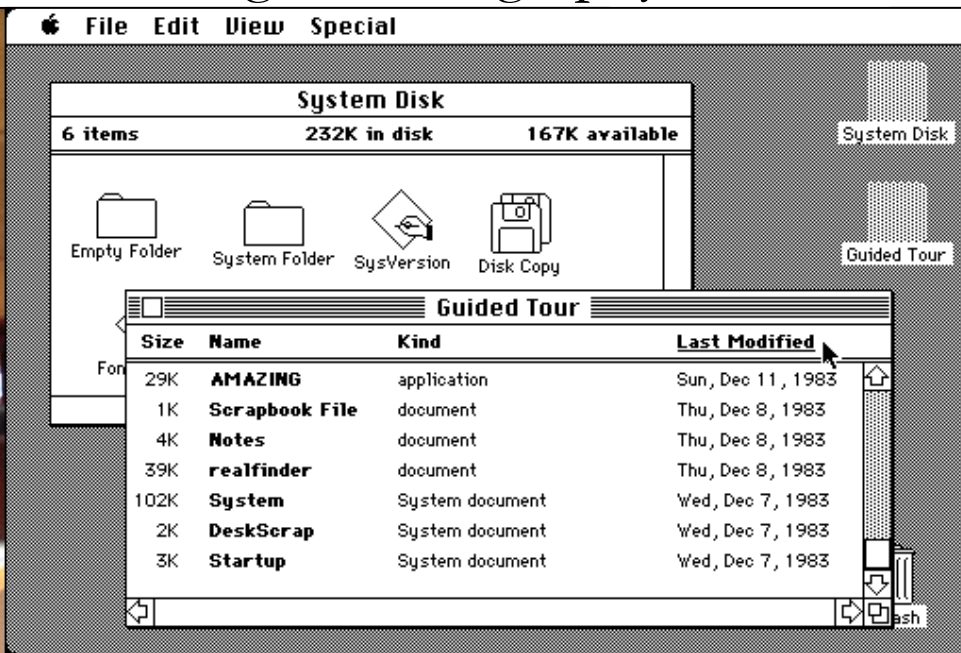 File Edit View Special
System Disk
6 items 232K in disk 167K available
System Disk
Empty Folder System Folder SysVersion Disk Copy
Guided Tour
Guided Tour
Size Name Kind Last Modified
Fon
29K AMAZING application Sun, Dec 11, 1983
1K Scrapbook File document Thu, Dec 8, 1983
4K Notes document Thu, Dec 8, 1983
39K realfinder document Thu, Dec 8, 1983
102K System System document Wed, Dec 7, 1983
2K DeskScrap System document Wed, Dec 7, 1983
3K Startup System document Wed, Dec 7, 1983
ash